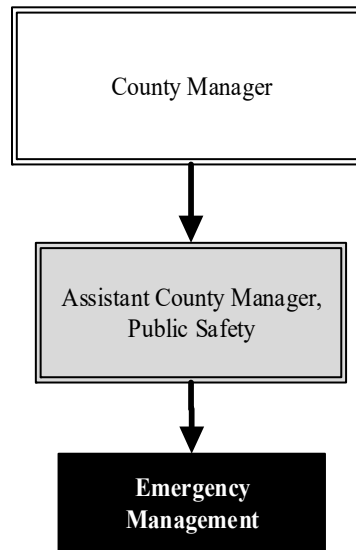 County Manager
Assistant County Manager,
Public Safety
Emergency
Management